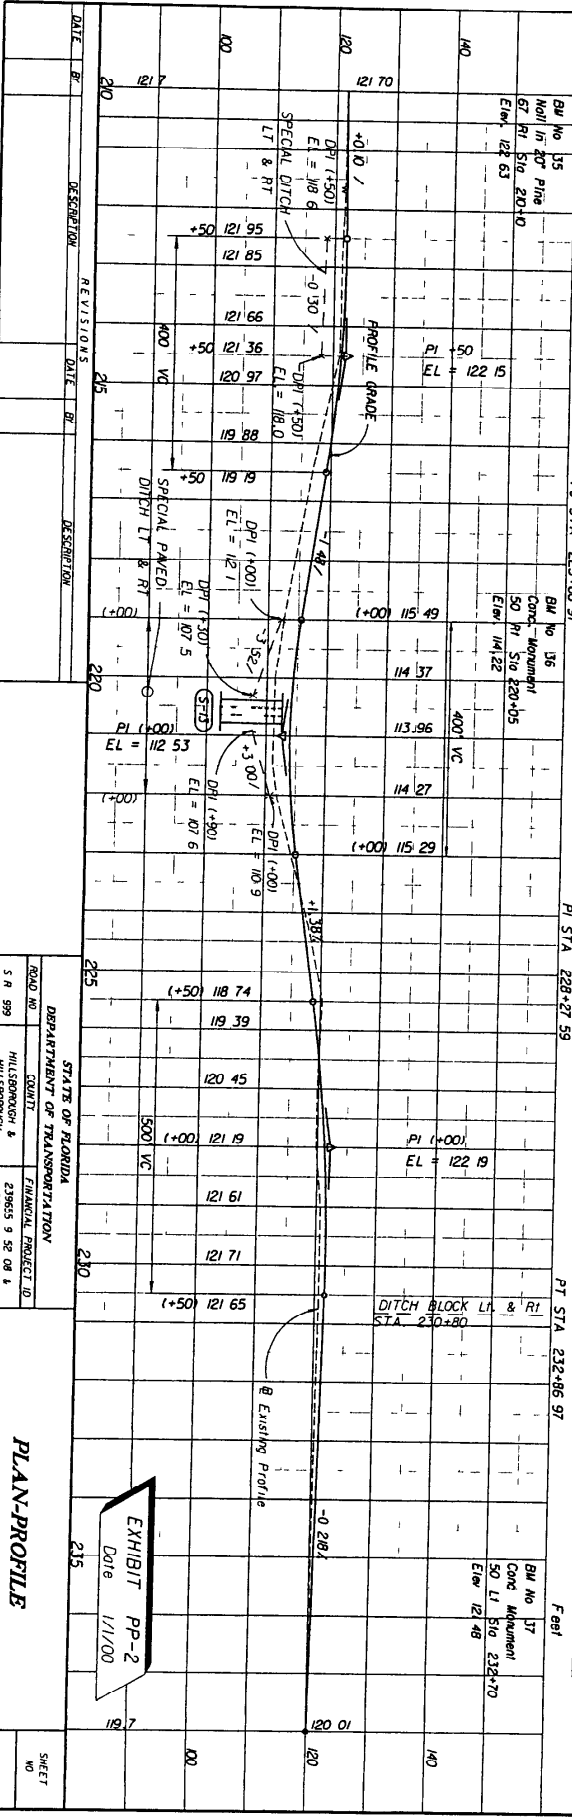 BM No 35
Nail in 20" Pine
67' Rt Sta 210+10
Elev. 122 63
BM No 36
Conc. Monument
50 Rt Sta 220+05
Elev. 114.22
PI STA 228+27 59
PT STA 232+86 97
Feet
BM No 37
Conc Monument
50 Lt Sta 232+70
Elev 121 48
140
120
100
140
120
100
121 70
+0.10 /
PI +50
EL = 122 15
PROFILE GRADE
-1 48/
(+00) 115 49
114 37
113.96
400' VC
114 27
(+00) 115 29
+1.38/
PI (+00)
EL = 122 19
DITCH BLOCK Lt. & Rt
STA. 230+80
-0 218/
120 01
DPI (+50)
EL = 118 6
SPECIAL DITCH
LT & RT
-0 30 /
DPI (+50)
EL = 118.0
DPI (+00)
EL = 112 1
-3 52/
DPI (+30)
EL = 107 5
S-13
+3 00/
DPI (+00)
EL = 110 9
DPI (+90)
EL = 107 6
SPECIAL PAVED
DITCH LT & RT
PI (+00)
EL = 112 53
(+00)
(+00)
℄ Existing Profile
121 7
+50 121 95
121 85
121 66
+50 121 36
120 97
119 88
+50 119 19
400 VC
(+50) 118 74
119 39
120 45
(+00) 121 19
121 61
121 71
(+50) 121 65
500' VC
119.7
210
215
220
225
230
235
EXHIBIT PP-2
Date 1/1/00
REVISIONS
DATE BY DESCRIPTION DATE BY DESCRIPTION
STATE OF FLORIDA
DEPARTMENT OF TRANSPORTATION
ROAD NO COUNTY FINANCIAL PROJECT ID
S R 999 HILLSBOROUGH & 239655 9 52 08 &
PLAN-PROFILE
SHEET
NO